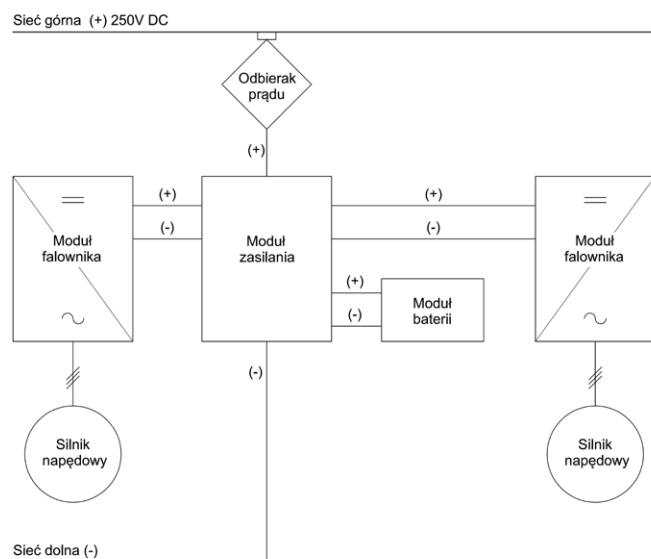 Sieć górna (+) 250V DC
Odbierak
prądu
(+)
(+)
(-)
(+)
(-)
Moduł
falownika
Moduł
zasilania
Moduł
falownika
(+)
(-)
Moduł
baterii
(-)
Silnik
napędowy
Silnik
napędowy
Sieć dolna (-)